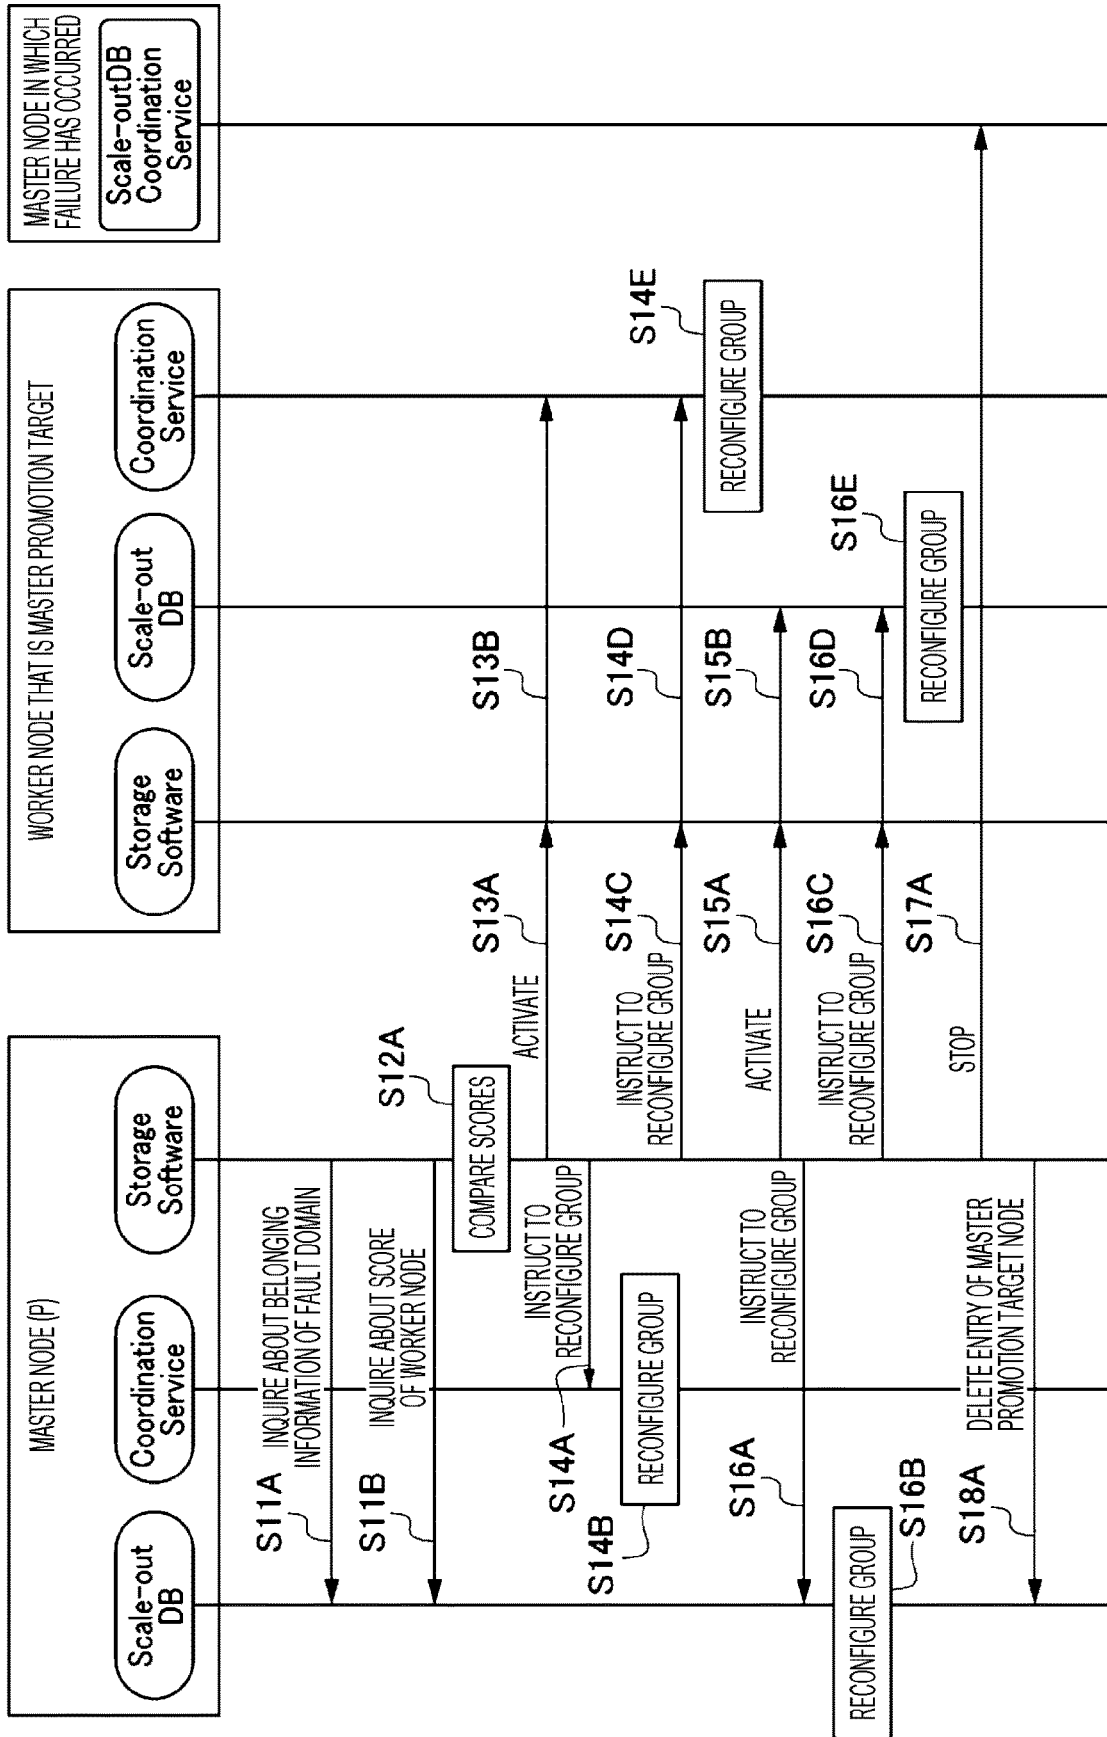 MASTER NODE (P)
Scale-out
DB
Coordination
Service
Storage
Software
WORKER NODE THAT IS MASTER PROMOTION TARGET
Storage
Software
Scale-out
DB
Coordination
Service
MASTER NODE IN WHICH
FAILURE HAS OCCURRED
Scale-outDB
Coordination
Service
S11A
INQUIRE ABOUT BELONGING
INFORMATION OF FAULT DOMAIN
S11B
INQUIRE ABOUT SCORE
OF WORKER NODE
S12A
COMPARE SCORES
ACTIVATE
S13A
S13B
S14A
INSTRUCT TO
RECONFIGURE GROUP
S14B
RECONFIGURE GROUP
INSTRUCT TO
RECONFIGURE GROUP
S14C
S14D
S14E
RECONFIGURE GROUP
ACTIVATE
S15A
S15B
S16A
INSTRUCT TO
RECONFIGURE GROUP
RECONFIGURE GROUP
S16B
INSTRUCT TO
RECONFIGURE GROUP
S16C
S16D
S16E
RECONFIGURE GROUP
STOP
S17A
S18A
DELETE ENTRY OF MASTER
PROMOTION TARGET NODE